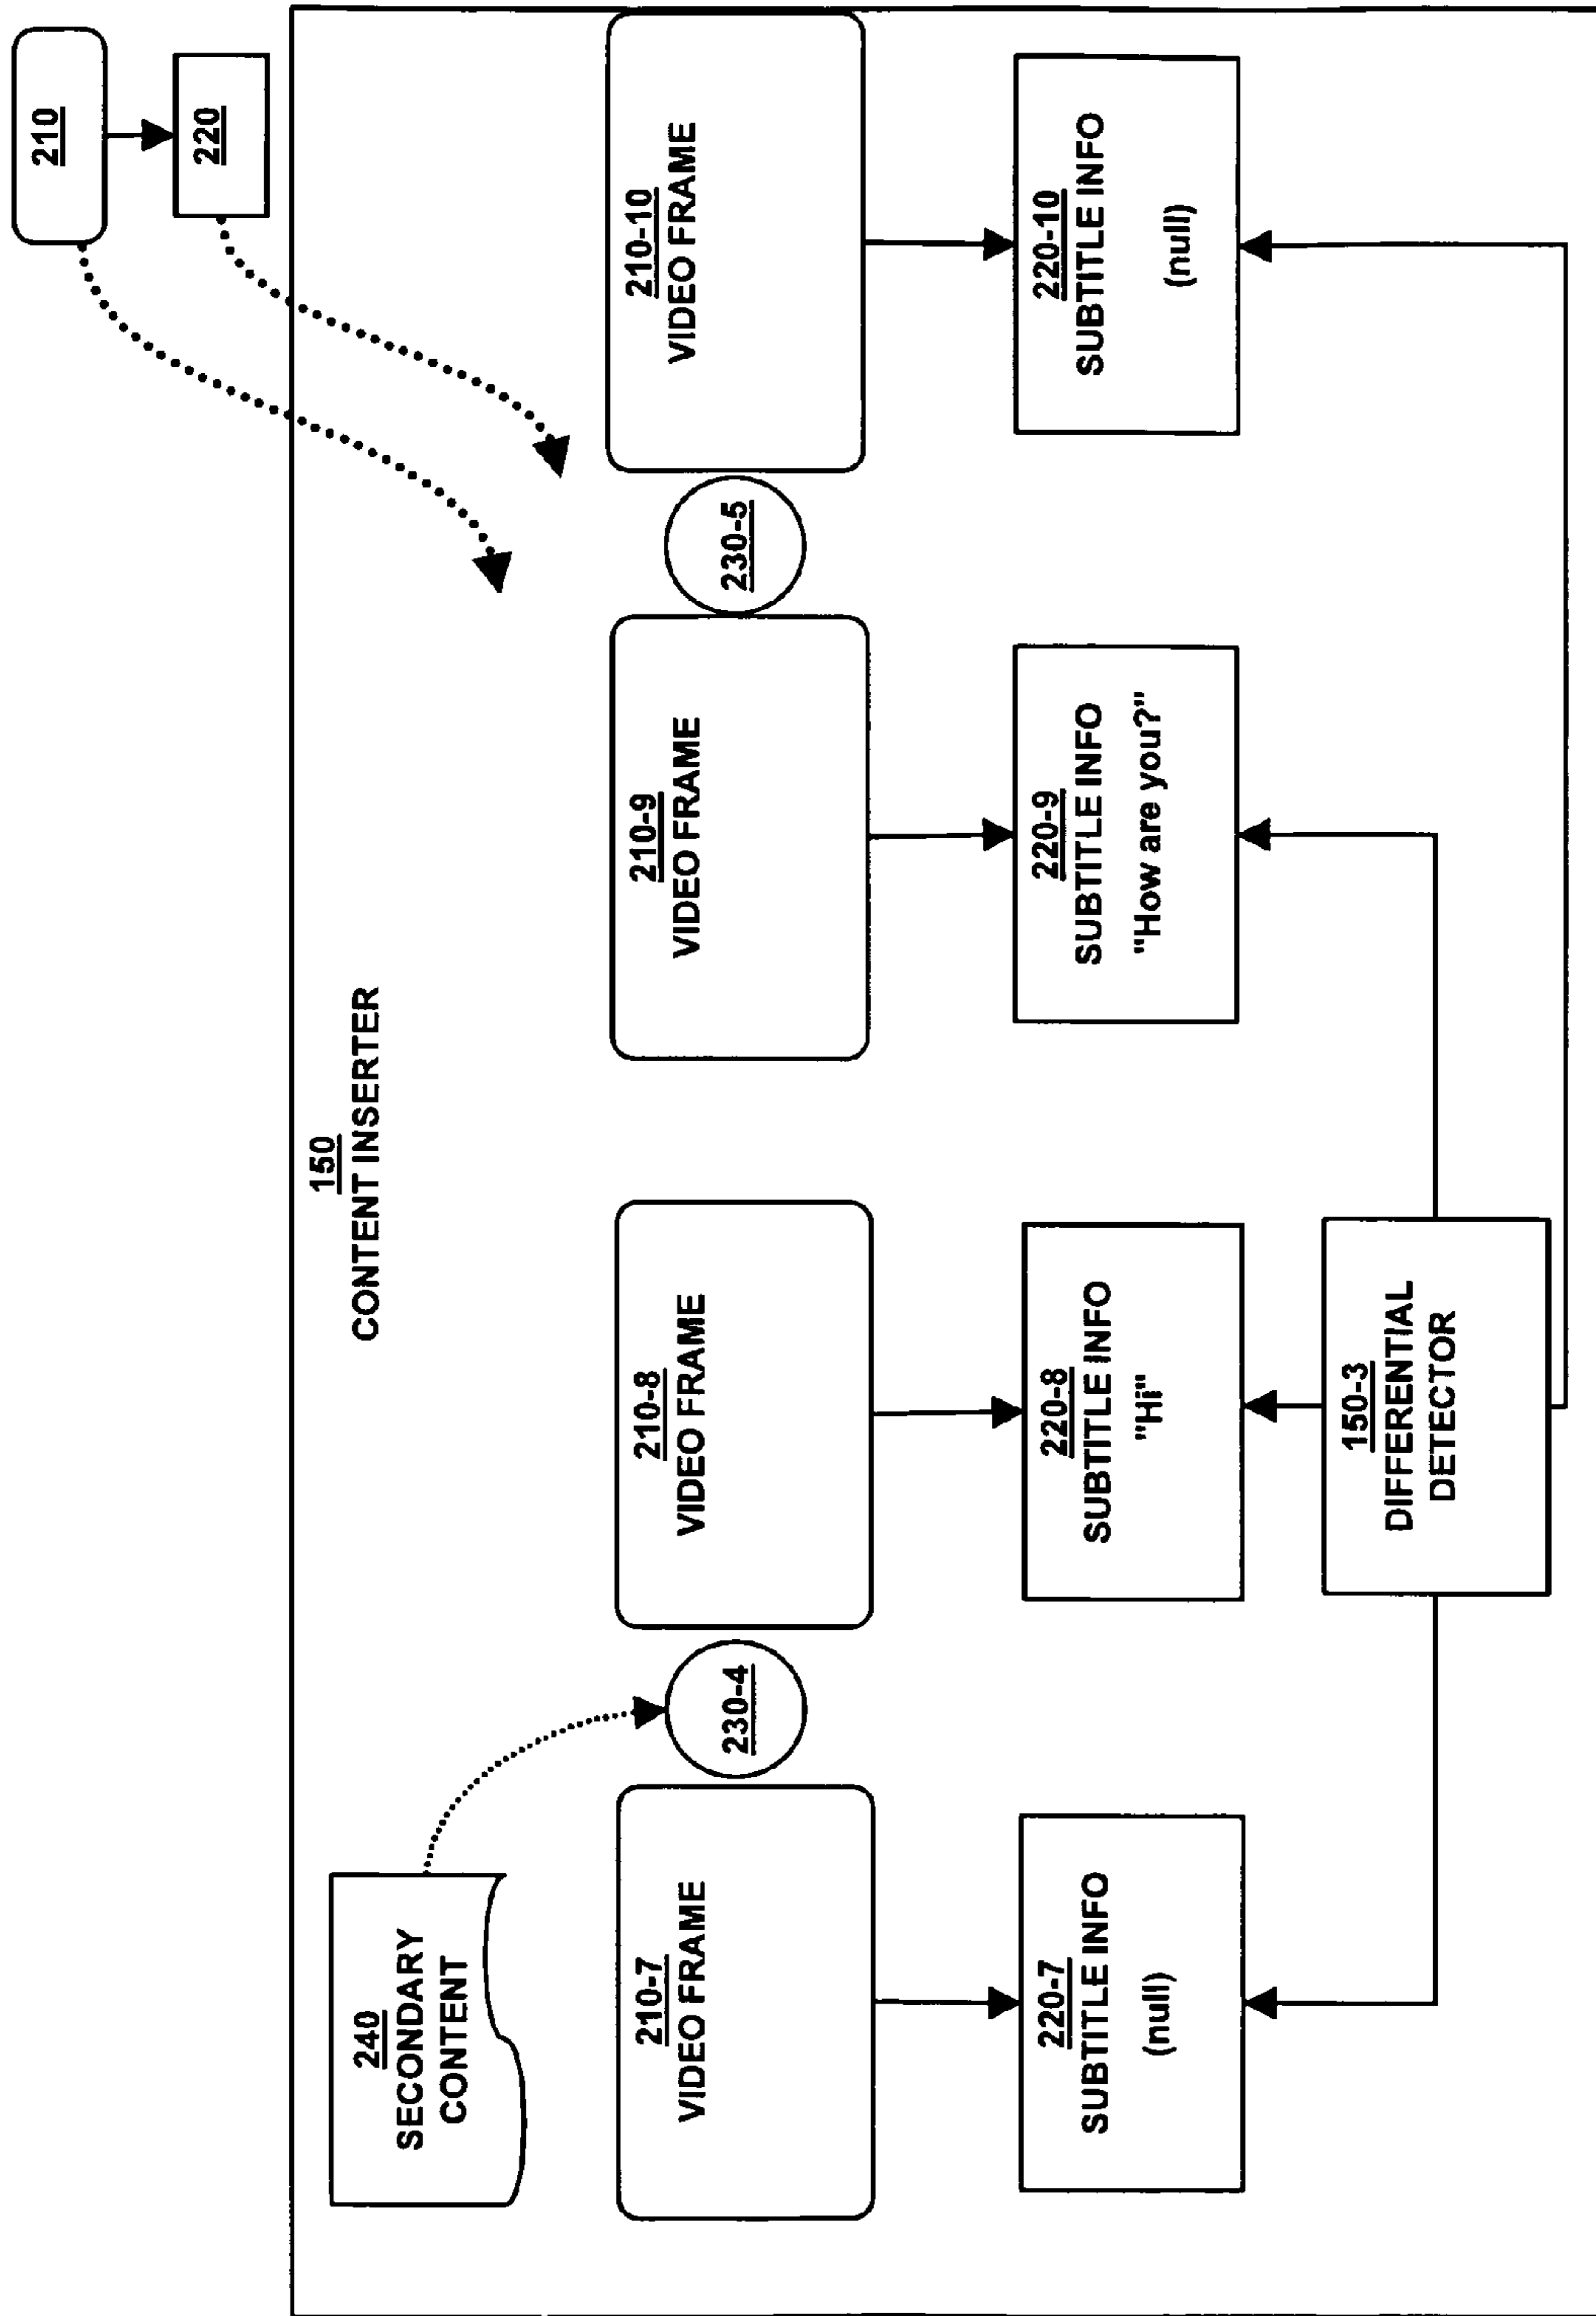 210
220
150
CONTENT INSERTER
240
SECONDARY
CONTENT
210-7
VIDEO FRAME
230-4
210-8
VIDEO FRAME
210-9
VIDEO FRAME
230-5
210-10
VIDEO FRAME
220-7
SUBTITLE INFO
(null)
220-8
SUBTITLE INFO
"Hi"
220-9
SUBTITLE INFO
"How are you?"
220-10
SUBTITLE INFO
(null)
150-3
DIFFERENTIAL
DETECTOR